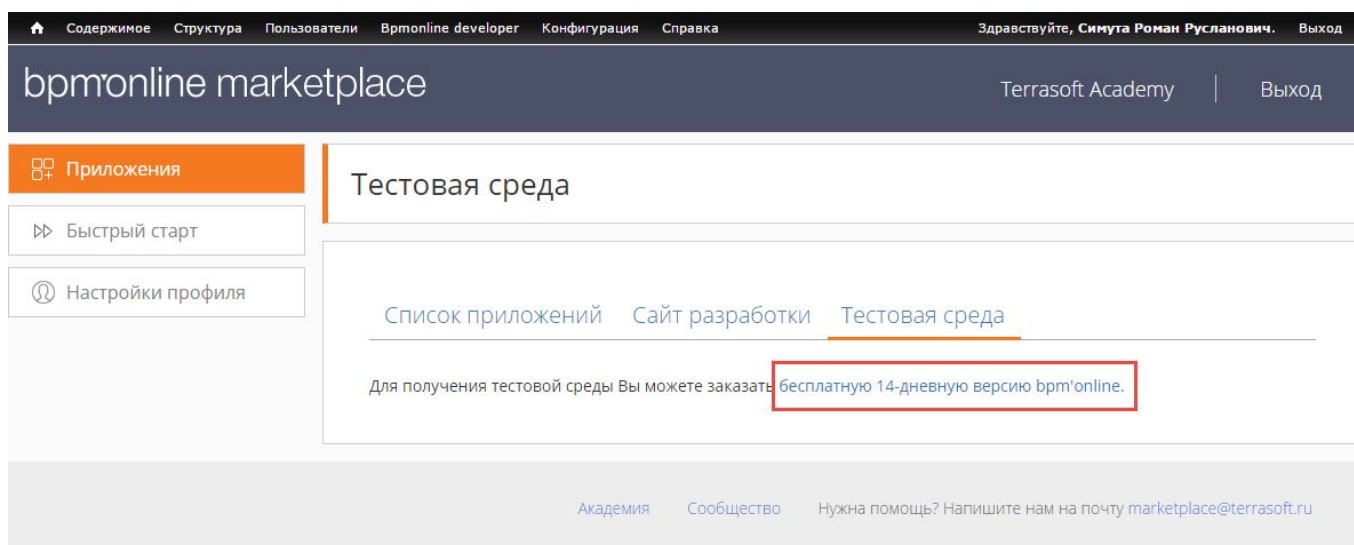 Содержимое Структура Пользователи Bpmonline developer Конфигурация Справка Здравствуйте, Симута Роман Русланович. Выход
bpm'online marketplace Terrasoft Academy Выход
Приложения
Быстрый старт
Настройки профиля
Тестовая среда
Список приложений Сайт разработки Тестовая среда
Для получения тестовой среды Вы можете заказать бесплатную 14-дневную версию bpm'online.
Академия Сообщество Нужна помощь? Напишите нам на почту marketplace@terrasoft.ru